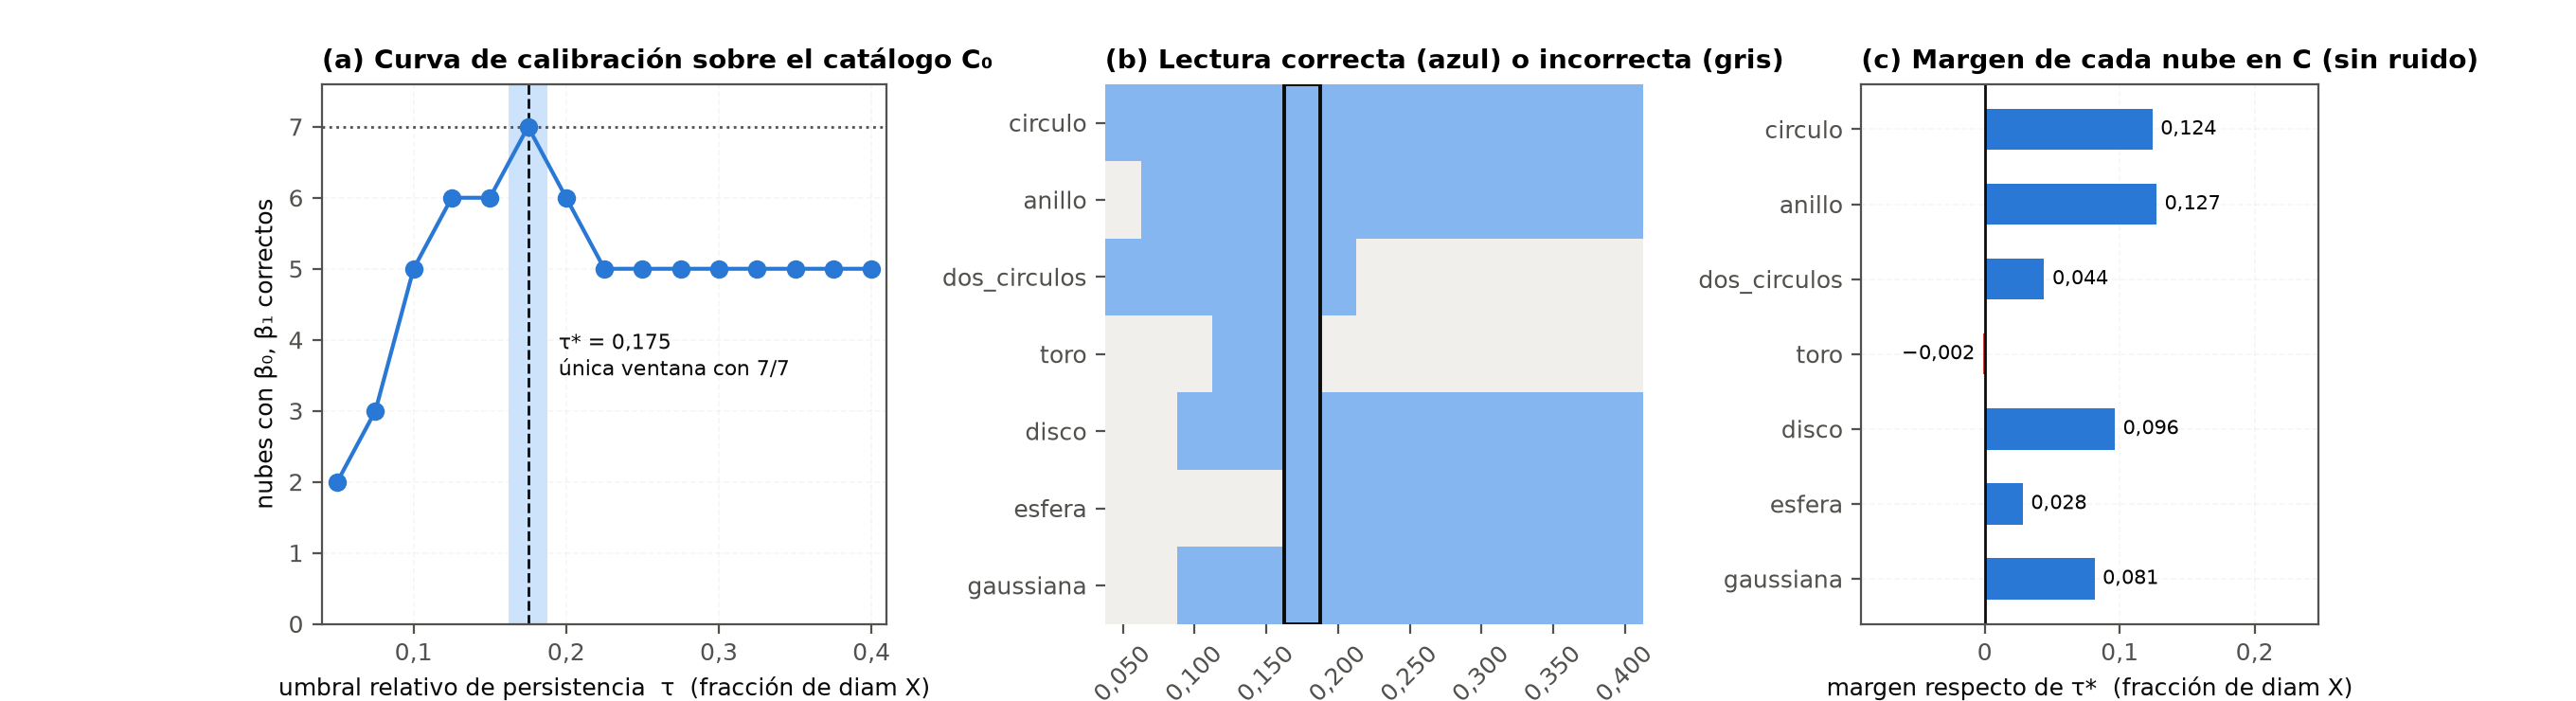 (a) Curva de calibración sobre el catálogo C₀
nubes con β₀, β₁ correctos
7
6
5
4
3
2
1
0
τ* = 0,175
única ventana con 7/7
0,1
0,2
0,3
0,4
umbral relativo de persistencia τ (fracción de diam X)
(b) Lectura correcta (azul) o incorrecta (gris)
circulo
anillo
dos_circulos
toro
disco
esfera
gaussiana
0,050
0,100
0,150
0,200
0,250
0,300
0,350
0,400
(c) Margen de cada nube en C (sin ruido)
circulo
0,124
anillo
0,127
dos_circulos
0,044
toro
−0,002
disco
0,096
esfera
0,028
gaussiana
0,081
0
0,1
0,2
margen respecto de τ* (fracción de diam X)